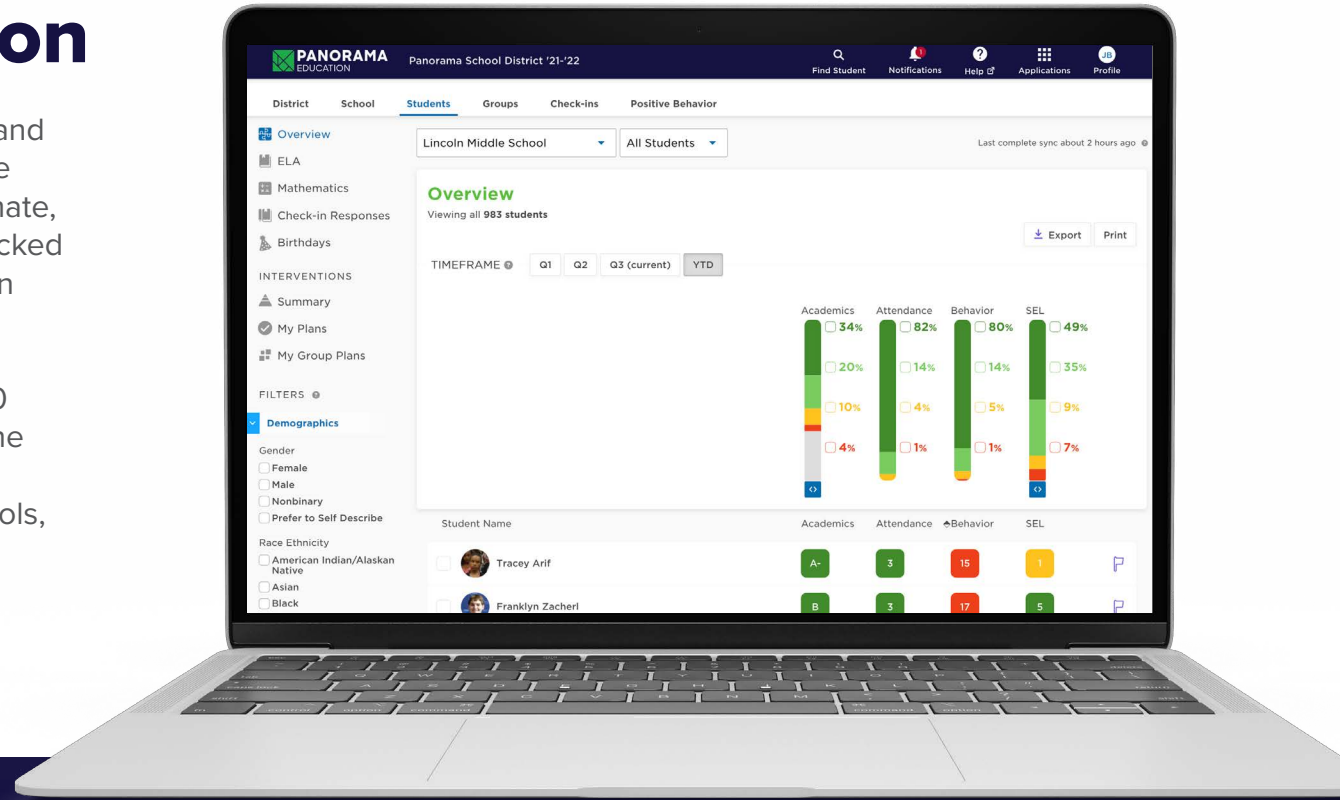 on
and
e
nate,
cked
n
0
ne
ols,
PANORAMA
EDUCATION
Panorama School District '21-'22
Find Student
1
Notifications
Help
Applications
JB
Profile
District School Students Groups Check-ins Positive Behavior
Overview
ELA
Mathematics
Check-in Responses
Birthdays
INTERVENTIONS
Summary
My Plans
My Group Plans
FILTERS
Demographics
Gender
Female
Male
Nonbinary
Prefer to Self Describe
Race Ethnicity
American Indian/Alaskan
Native
Asian
Black
Lincoln Middle School
All Students
Last complete sync about 2 hours ago
Overview
Viewing all 983 students
Export Print
TIMEFRAME Q1 Q2 Q3 (current) YTD
Academics Attendance Behavior SEL
34% 82% 80% 49%
20% 14% 14% 35%
10% 4% 5% 9%
4% 1% 1% 7%
Student Name Academics Attendance Behavior SEL
Tracey Arif A- 3 15 1
Franklyn Zacherl B 3 17 5